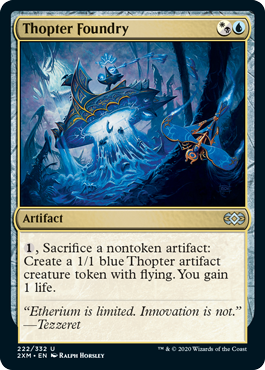 Thopter Foundry
Artifact
1, Sacrifice a nontoken artifact:
Create a 1/1 blue Thopter artifact
creature token with flying. You gain
1 life.
“Etherium is limited. Innovation is not.”
—Tezzeret
222/332 U
2XM • EN RALPH HORSLEY
™ & © 2020 Wizards of the Coast